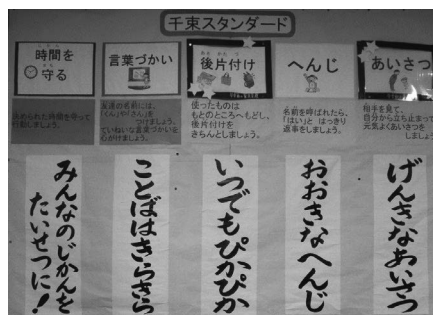 千束スタンダード
あいさつ
相手を見て、
自分から立ち止まって
元気よくあいさつを
しましょう。
げんきなあいさつ
へんじ
名前を呼ばれたら、
「はい」と はっきり
返事をしましょう。
おおきなへんじ
後片付け
使ったものは
もとのところへもどし、
後片付けを
きちんとしましょう。
いつでもぴかぴか
言葉づかい
友達の名前には、
「くん」や「さん」を
つけましょう。
ていねいな言葉づかいを
心がけましょう。
ことばはきらきら
時間を
守る
決められた時間を守って
行動しましょう。
みんなのじかんを
たいせつに!